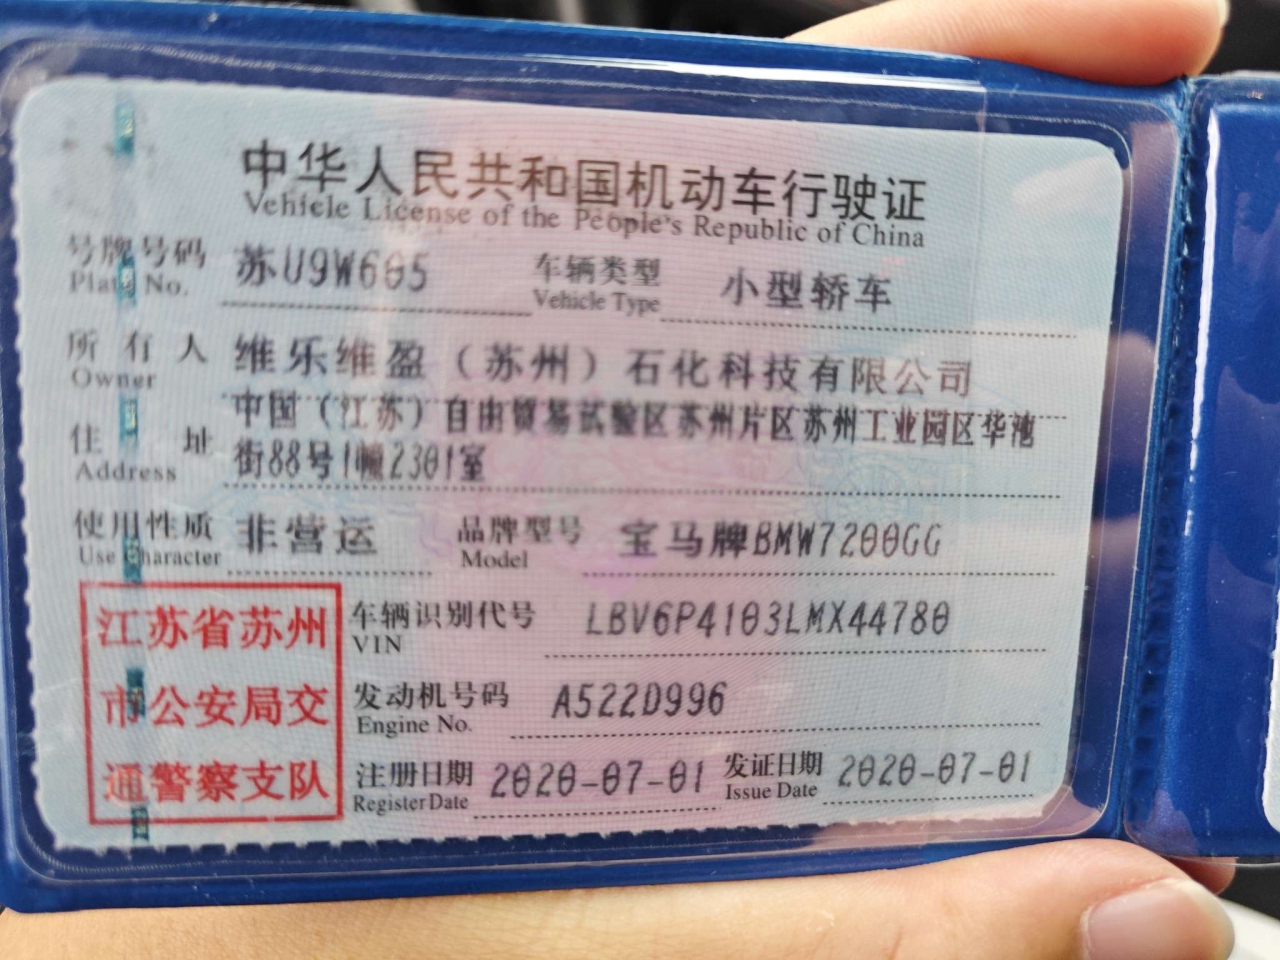 中华人民共和国机动车行驶证
Vehicle License of the People's Republic of China
号牌号码 苏U9W605 车辆类型 小型轿车
Plate No. Vehicle Type
所有人 维乐维盈（苏州）石化科技有限公司
Owner
中国（江苏）自由贸易试验区苏州片区苏州工业园区华池
住址 街88号1幢2301室
Address
使用性质 非营运 品牌型号 宝马牌BMW7200GG
Use Character Model
江苏省苏州 车辆识别代号 LBV6P4103LMX44780
VIN
市公安局交 发动机号码 A522D996
Engine No.
通警察支队 注册日期 2020-07-01 发证日期 2020-07-01
Register Date Issue Date